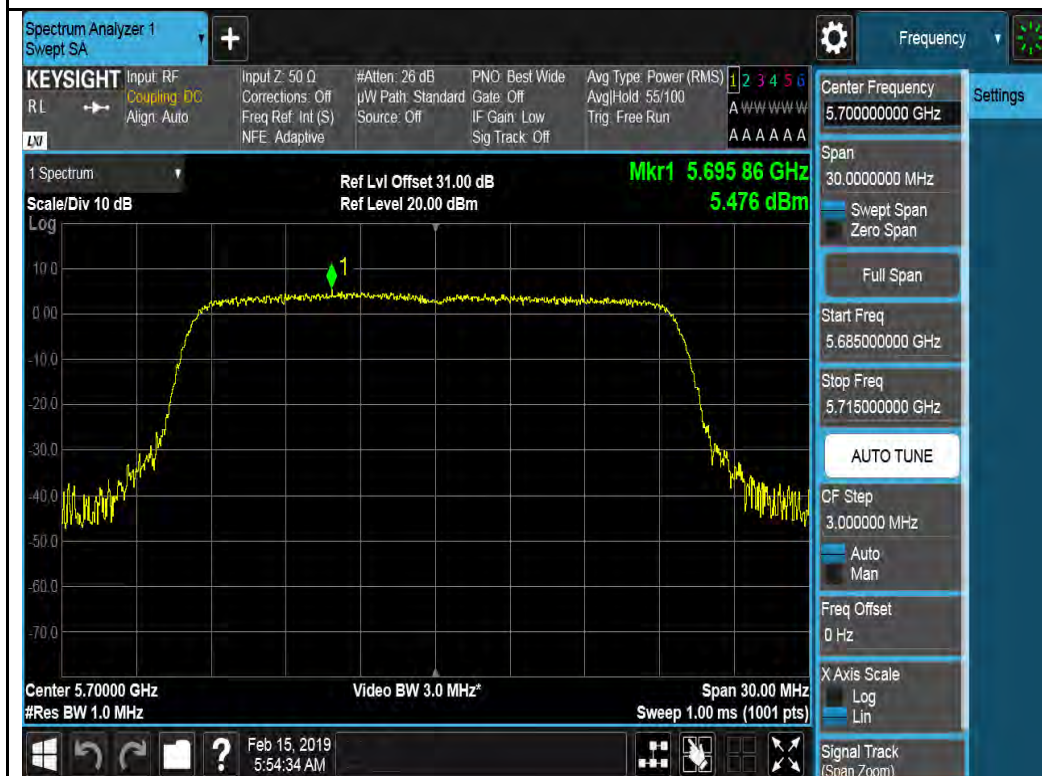 Spectrum Analyzer 1
Swept SA
+
Frequency
KEYSIGHT
RL
LXI
Input: RF
Coupling: DC
Align: Auto
Input Z: 50 Ω
Corrections: Off
Freq Ref: Int (S)
NFE: Adaptive
#Atten: 26 dB
µW Path: Standard
Source: Off
PNO: Best Wide
Gate: Off
IF Gain: Low
Sig Track: Off
Avg Type: Power (RMS)
Avg|Hold: 55/100
Trig: Free Run
1 2 3 4 5 6
A W W W W W
A A A A A A
1 Spectrum
Scale/Div 10 dB
Log
Ref Lvl Offset 31.00 dB
Ref Level 20.00 dBm
Mkr1 5.695 86 GHz
5.476 dBm
1
10.0
0.00
-10.0
-20.0
-30.0
-40.0
-50.0
-60.0
-70.0
Center 5.70000 GHz
#Res BW 1.0 MHz
Video BW 3.0 MHz*
Span 30.00 MHz
Sweep 1.00 ms (1001 pts)
?
Feb 15, 2019
5:54:34 AM
Center Frequency
5.700000000 GHz
Settings
Span
30.0000000 MHz
Swept Span
Zero Span
Full Span
Start Freq
5.685000000 GHz
Stop Freq
5.715000000 GHz
AUTO TUNE
CF Step
3.000000 MHz
Auto
Man
Freq Offset
0 Hz
X Axis Scale
Log
Lin
Signal Track
(Span Zoom)